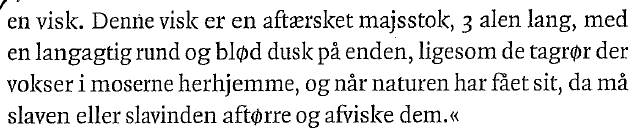 en visk. Denne visk er en aftærsket majsstok, 3 alen lang, med
en langagtig rund og blød dusk på enden, ligesom de tagrør der
vokser i moserne herhjemme, og når naturen har fået sit, da må
slaven eller slavinden aftørre og afviske dem.«